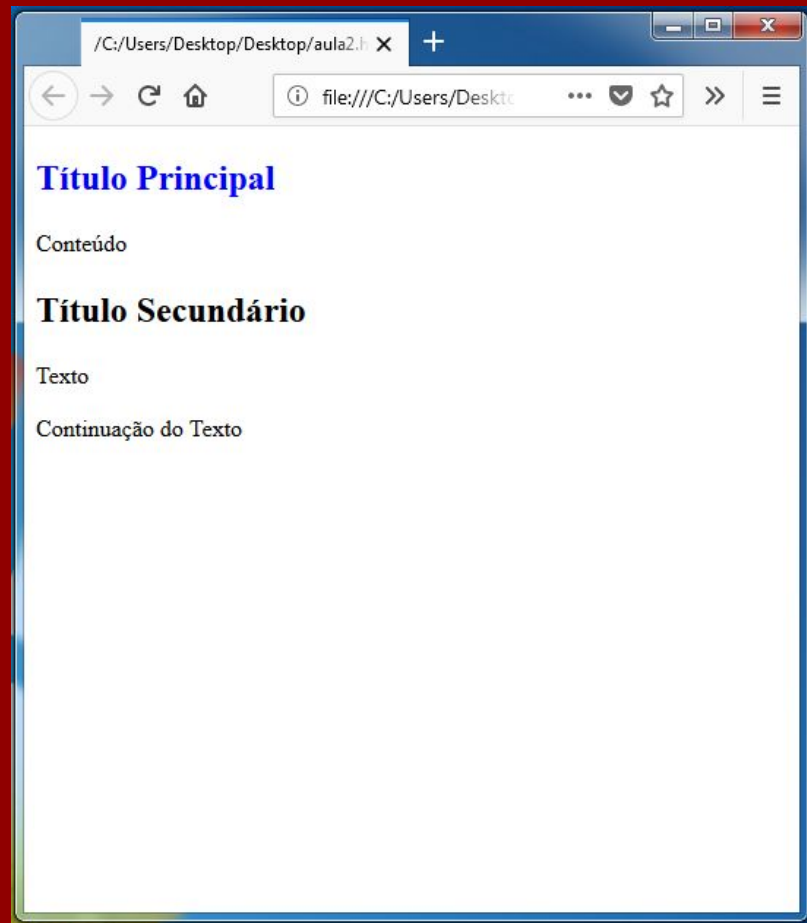 /C:/Users/Desktop/Desktop/aula2.h
file:///C:/Users/Deskto
Título Principal
Conteúdo
Título Secundário
Texto
Continuação do Texto